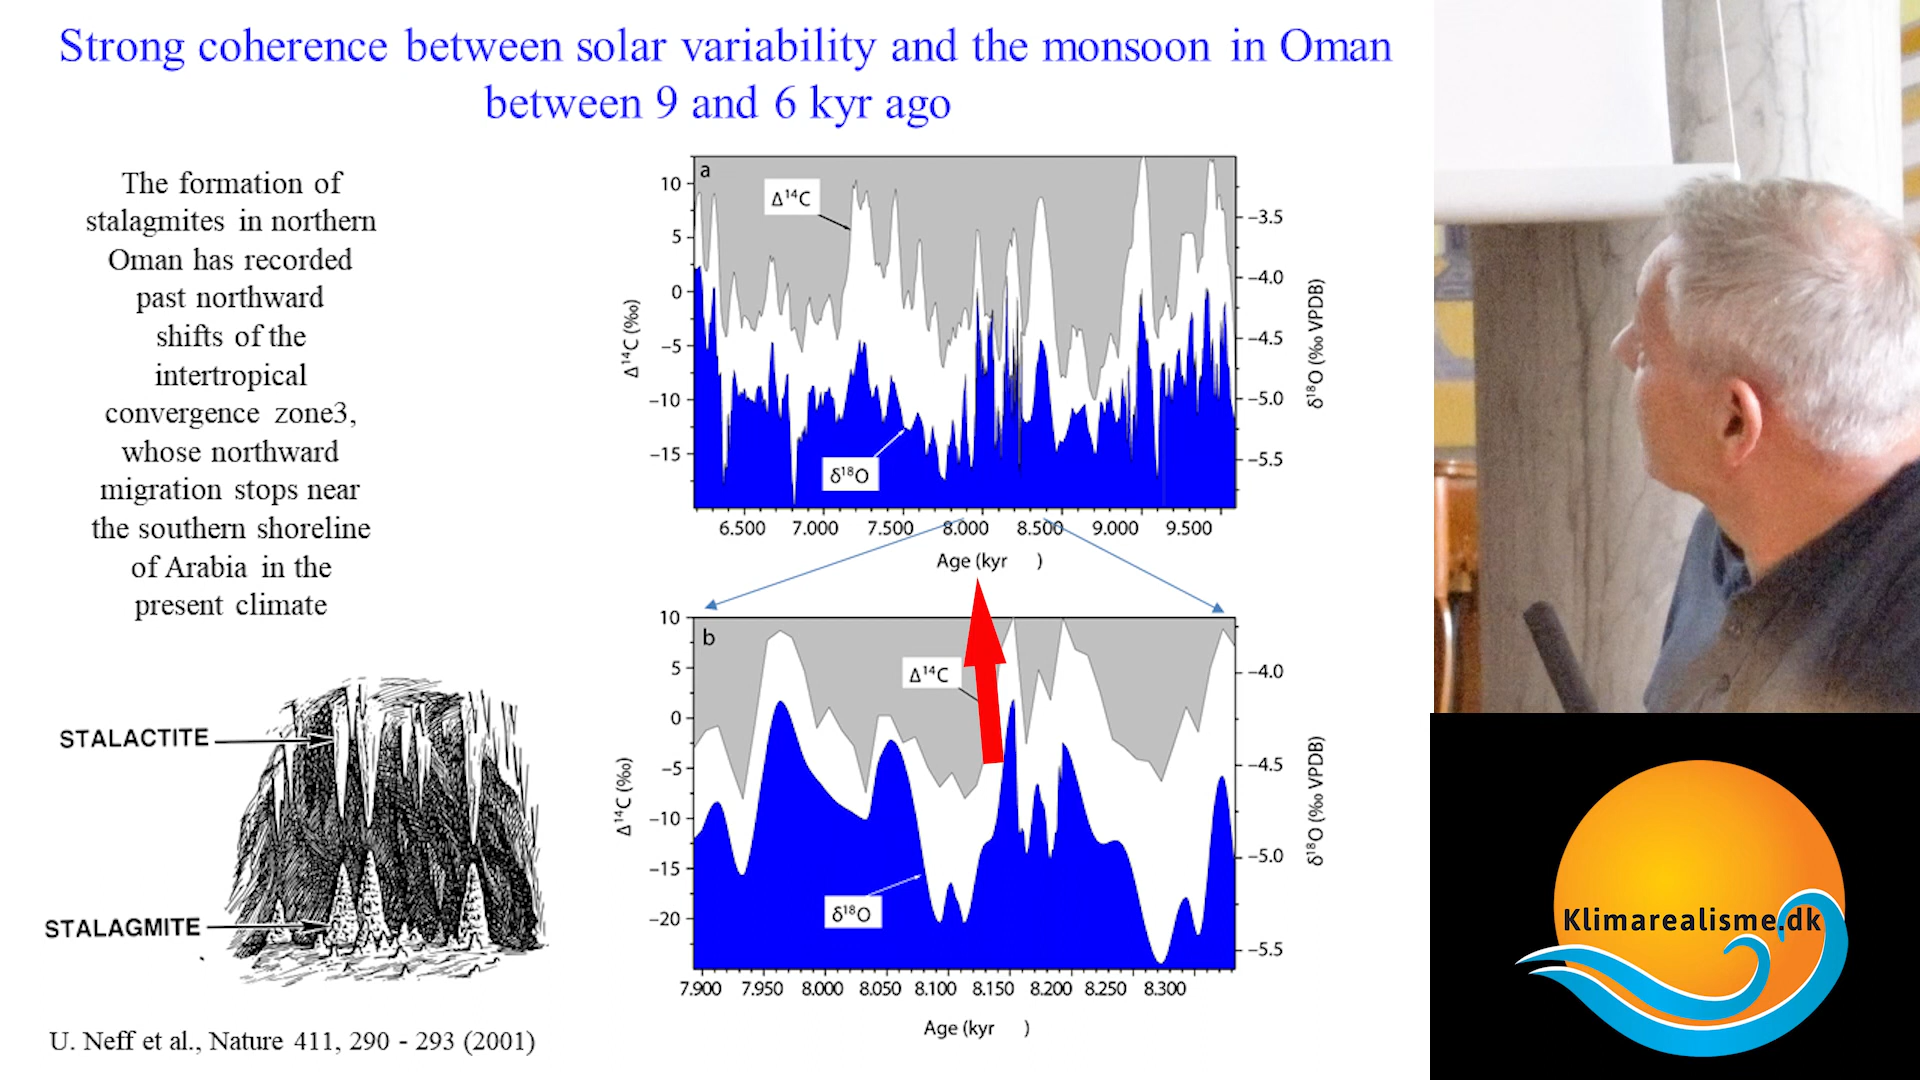 Strong coherence between solar variability and the monsoon in Oman
between 9 and 6 kyr ago
The formation of
stalagmites in northern
Oman has recorded
past northward
shifts of the
intertropical
convergence zone3,
whose northward
migration stops near
the southern shoreline
of Arabia in the
present climate
STALACTITE
STALAGMITE
U. Neff et al., Nature 411, 290 - 293 (2001)
a
Δ¹⁴C
δ¹⁸O
10
5
0
−5
−10
−15
Δ¹⁴C (‰)
−3.5
−4.0
−4.5
−5.0
−5.5
δ¹⁸O (‰ VPDB)
6.500 7.000 7.500 8.000 8.500 9.000 9.500
Age (kyr )
b
Δ¹⁴C
δ¹⁸O
10
5
0
−5
−10
−15
−20
Δ¹⁴C (‰)
−4.0
−4.5
−5.0
−5.5
δ¹⁸O (‰ VPDB)
7.900 7.950 8.000 8.050 8.100 8.150 8.200 8.250 8.300
Age (kyr )
Klimarealisme.dk